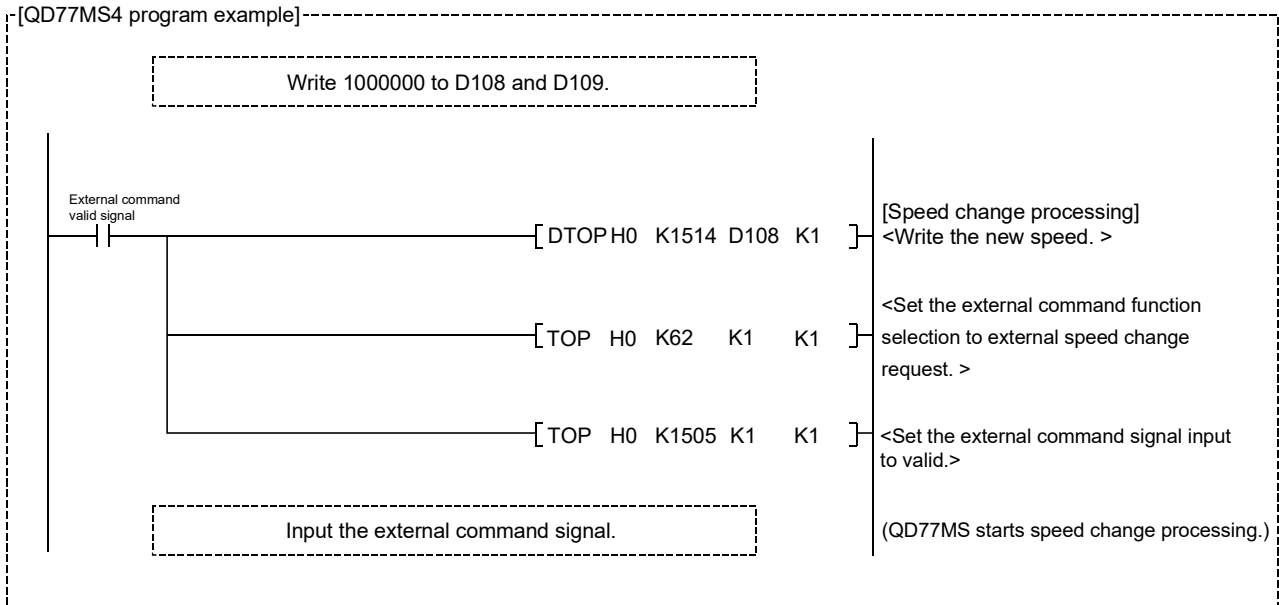 [QD77MS4 program example]
Write 1000000 to D108 and D109.
External command
valid signal
DTOP H0 K1514 D108 K1
[Speed change processing]
<Write the new speed. >
TOP H0 K62 K1 K1
<Set the external command function
selection to external speed change
request. >
TOP H0 K1505 K1 K1
<Set the external command signal input
to valid.>
Input the external command signal.
(QD77MS starts speed change processing.)